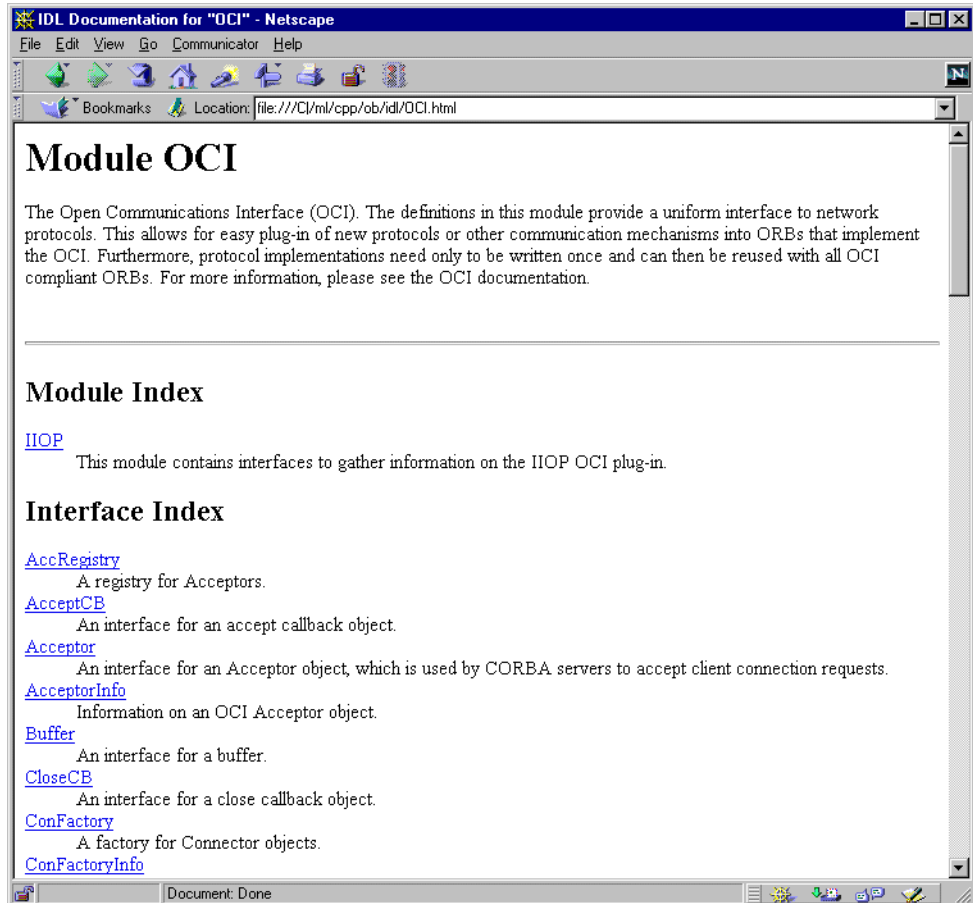 IDL Documentation for "OCI" - Netscape
File Edit View Go Communicator Help
N
Bookmarks Location: file:///C|/ml/cpp/ob/idl/OCI.html
Module OCI
The Open Communications Interface (OCI). The definitions in this module provide a uniform interface to network
protocols. This allows for easy plug-in of new protocols or other communication mechanisms into ORBs that implement
the OCI. Furthermore, protocol implementations need only to be written once and can then be reused with all OCI
compliant ORBs. For more information, please see the OCI documentation.
Module Index
IIOP
This module contains interfaces to gather information on the IIOP OCI plug-in.
Interface Index
AccRegistry
A registry for Acceptors.
AcceptCB
An interface for an accept callback object.
Acceptor
An interface for an Acceptor object, which is used by CORBA servers to accept client connection requests.
AcceptorInfo
Information on an OCI Acceptor object.
Buffer
An interface for a buffer.
CloseCB
An interface for a close callback object.
ConFactory
A factory for Connector objects.
ConFactoryInfo
Document: Done